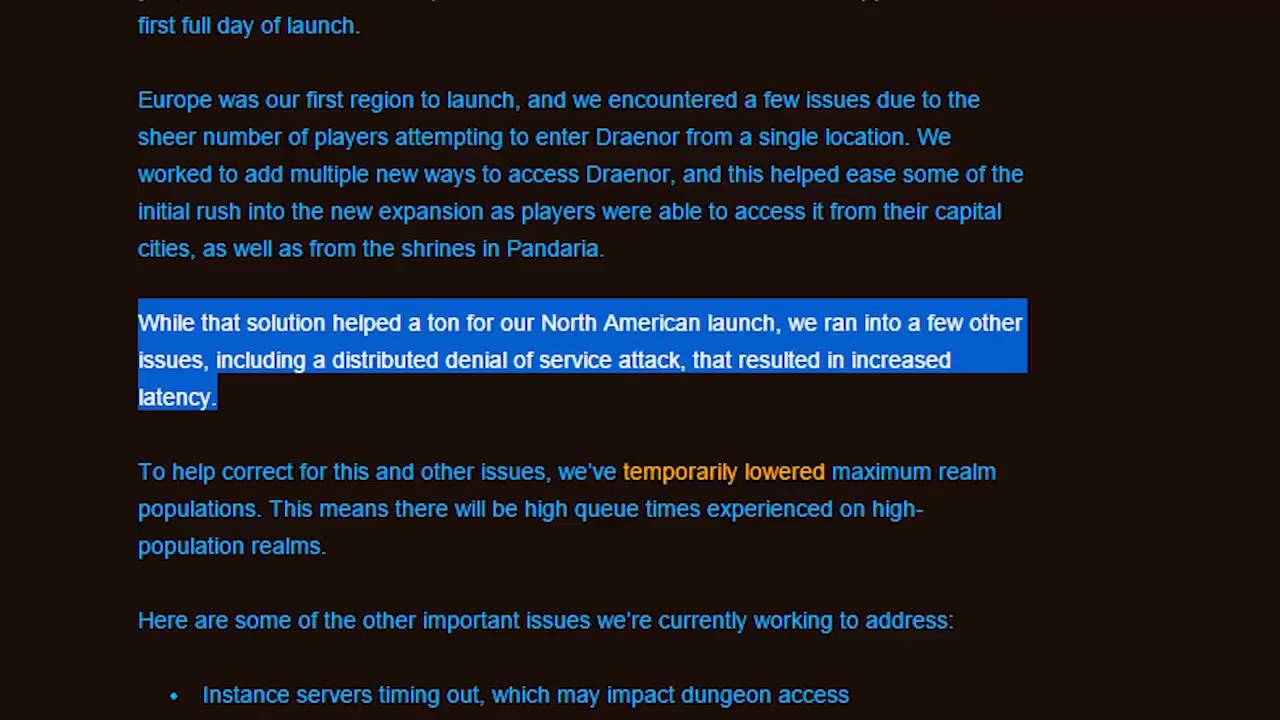 first full day of launch.
Europe was our first region to launch, and we encountered a few issues due to the
sheer number of players attempting to enter Draenor from a single location. We
worked to add multiple new ways to access Draenor, and this helped ease some of the
initial rush into the new expansion as players were able to access it from their capital
cities, as well as from the shrines in Pandaria.
While that solution helped a ton for our North American launch, we ran into a few other
issues, including a distributed denial of service attack, that resulted in increased
latency.
To help correct for this and other issues, we've temporarily lowered maximum realm
populations. This means there will be high queue times experienced on high-
population realms.
Here are some of the other important issues we're currently working to address:
• Instance servers timing out, which may impact dungeon access